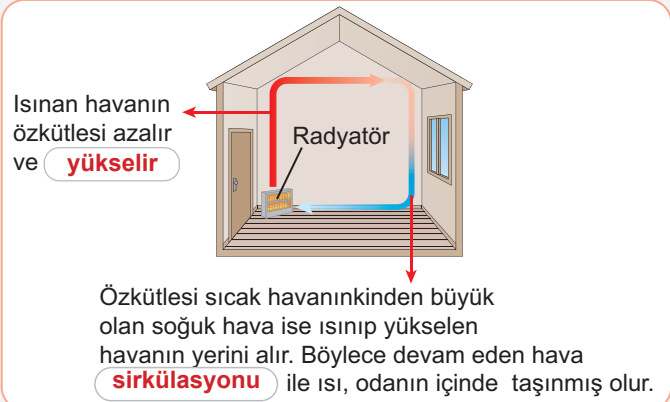 Isınan havanın
özkütlesi azalır
ve yükselir
Radyatör
Özkütlesi sıcak havanınkinden büyük
olan soğuk hava ise ısınıp yükselen
havanın yerini alır. Böylece devam eden hava
sirkülasyonu ile ısı, odanın içinde taşınmış olur.